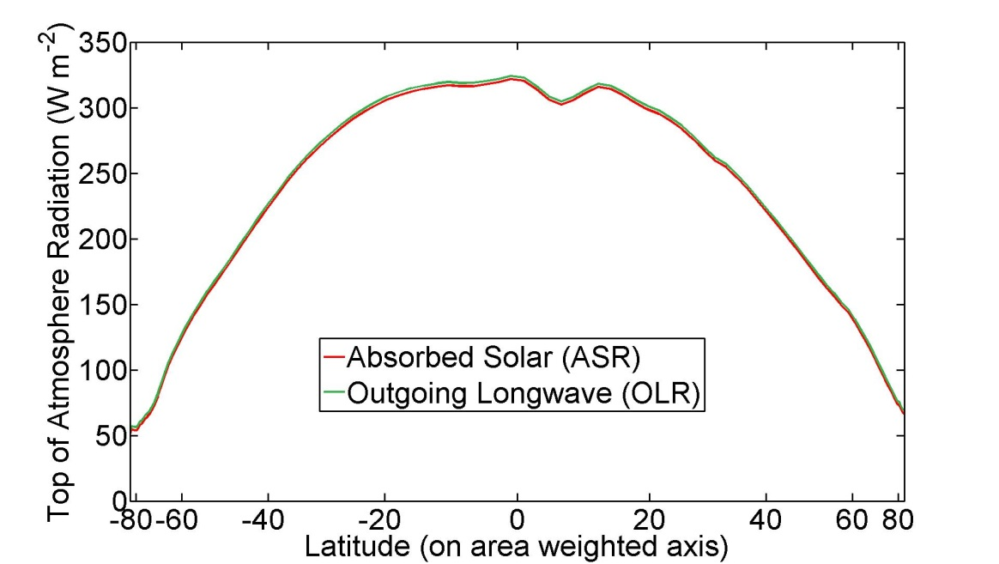 Top of Atmosphere Radiation (W m-2)
350
300
250
200
150
100
50
0
Absorbed Solar (ASR)
Outgoing Longwave (OLR)
-80 -60 -40 -20 0 20 40 60 80
Latitude (on area weighted axis)